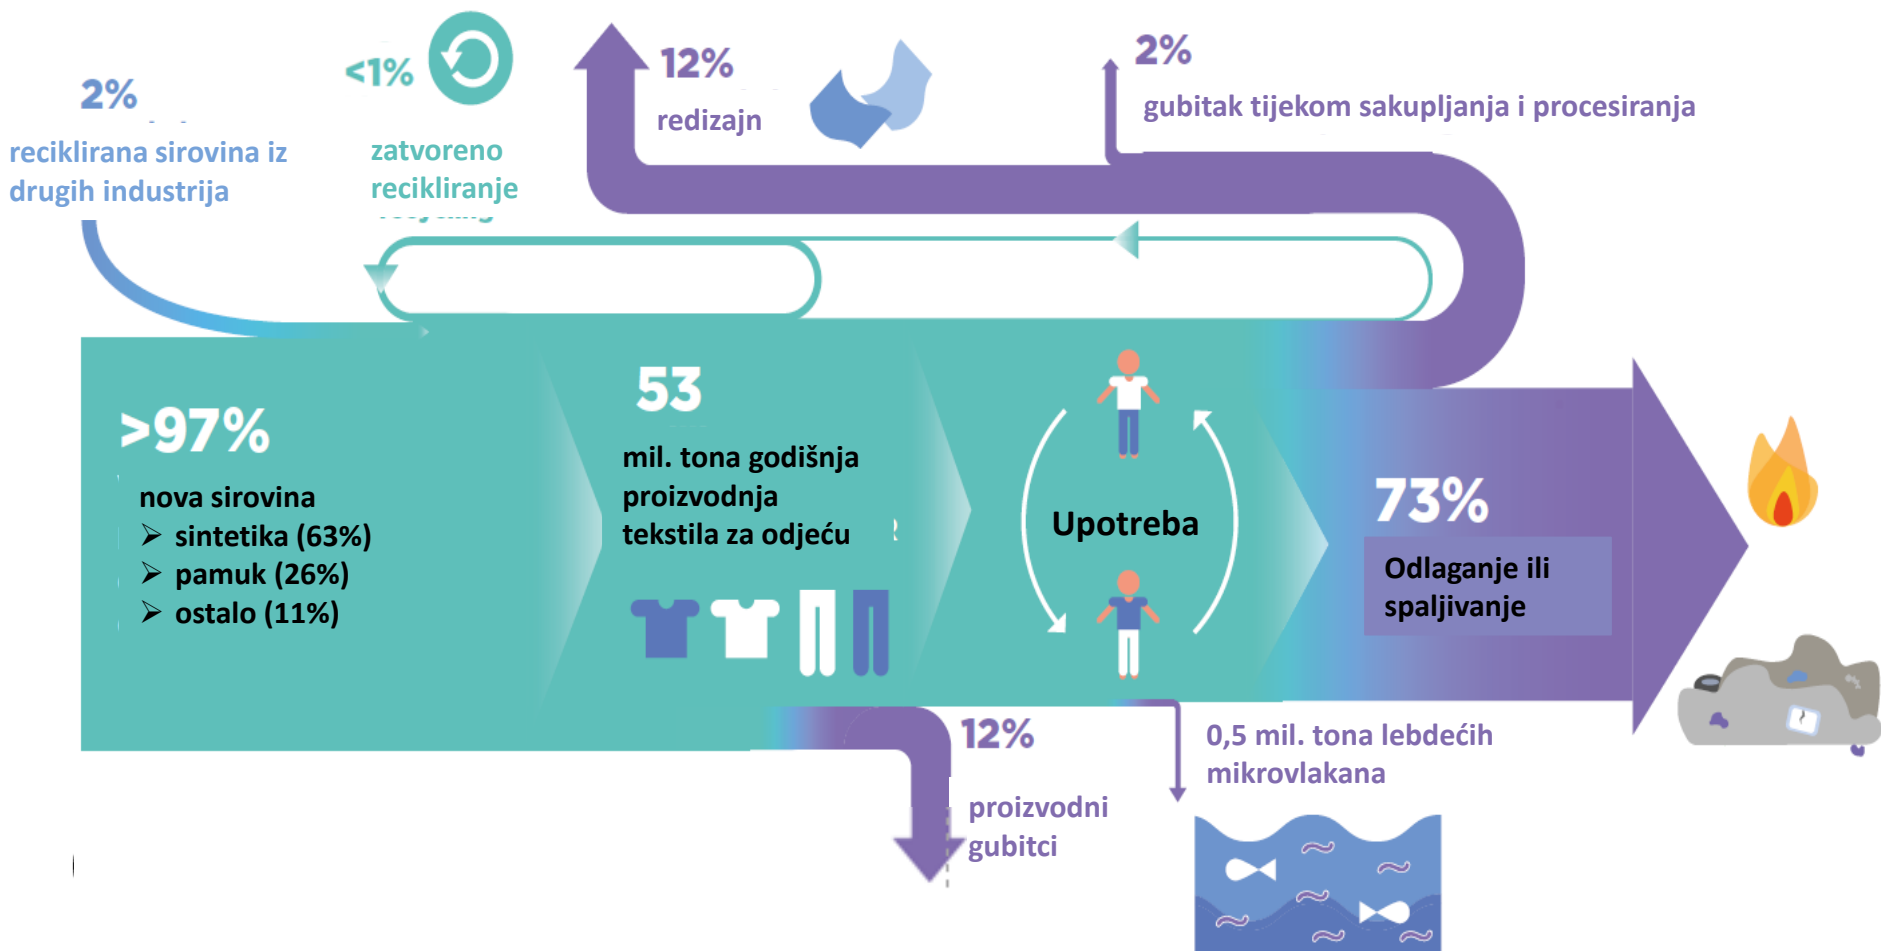 2%
reciklirana sirovina iz
drugih industrija
<1%
zatvoreno
recikliranje
12%
redizajn
2%
gubitak tijekom sakupljanja i procesiranja
>97%
nova sirovina
➢ sintetika (63%)
➢ pamuk (26%)
➢ ostalo (11%)
53
mil. tona godišnja
proizvodnja
tekstila za odjeću
Upotreba
73%
Odlaganje ili
spaljivanje
12%
proizvodni
gubitci
0,5 mil. tona lebdećih
mikrovlakana